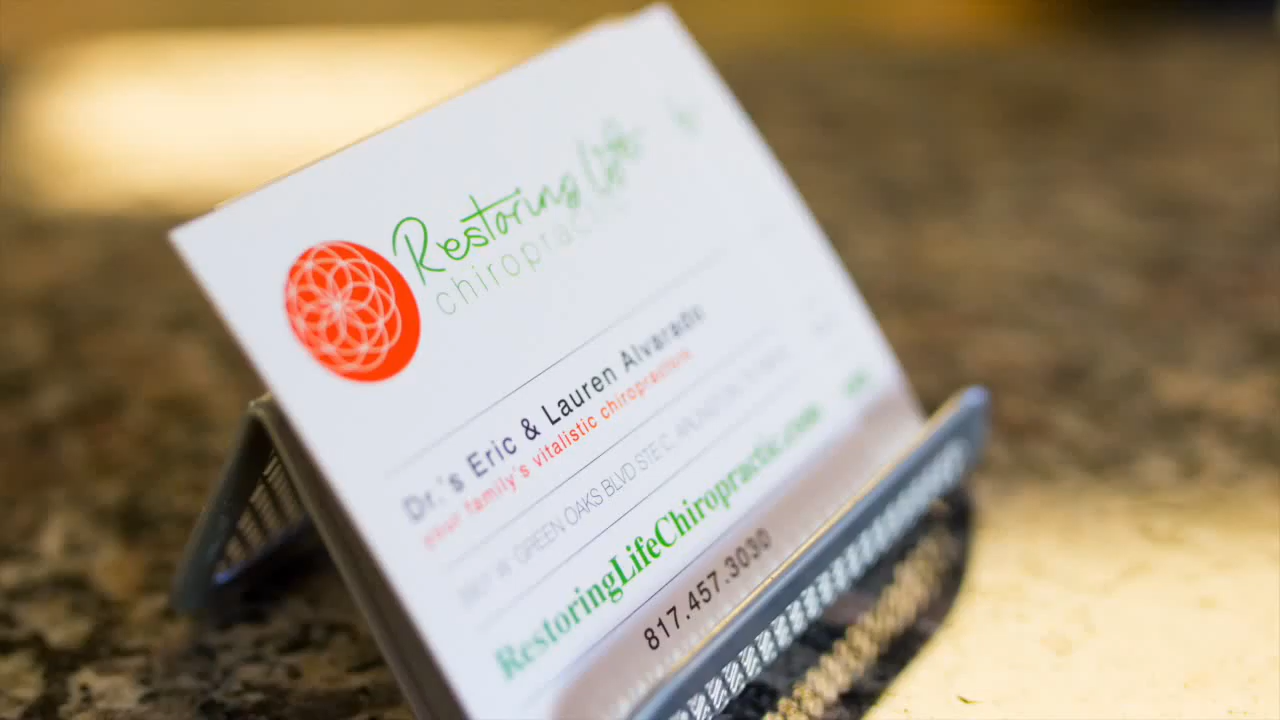 Restoring Life
chiropractic
Dr.'s Eric & Lauren Alvarado
your family's vitalistic chiropractors
GREEN OAKS BLVD STE C, ARLINGTON, TX
RestoringLifeChiropractic.com
817.457.3030